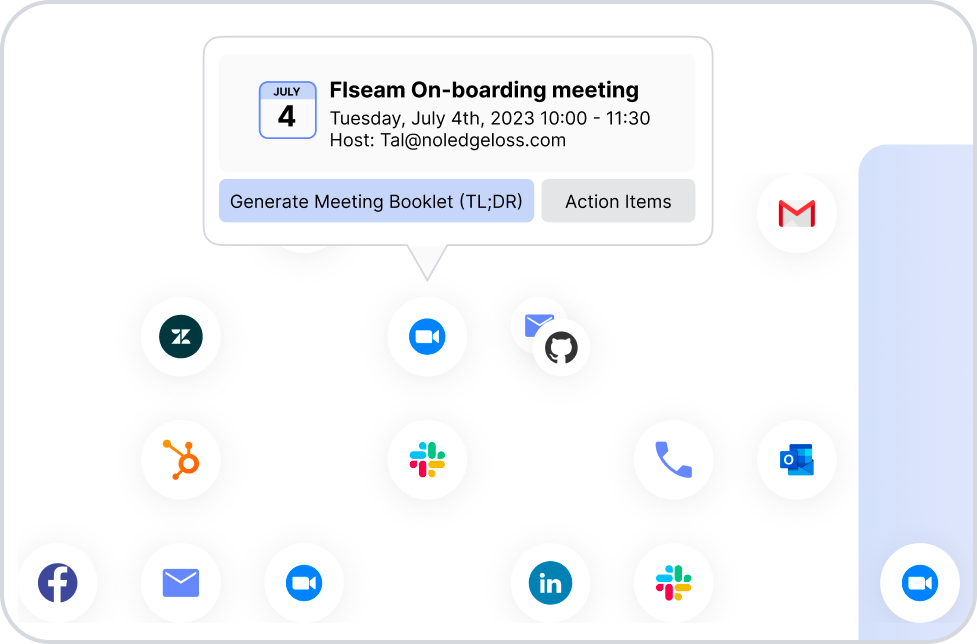 JULY
4
Flseam On-boarding meeting
Tuesday, July 4th, 2023 10:00 - 11:30
Host: Tal@noledgeloss.com
Generate Meeting Booklet (TL;DR)
Action Items
in